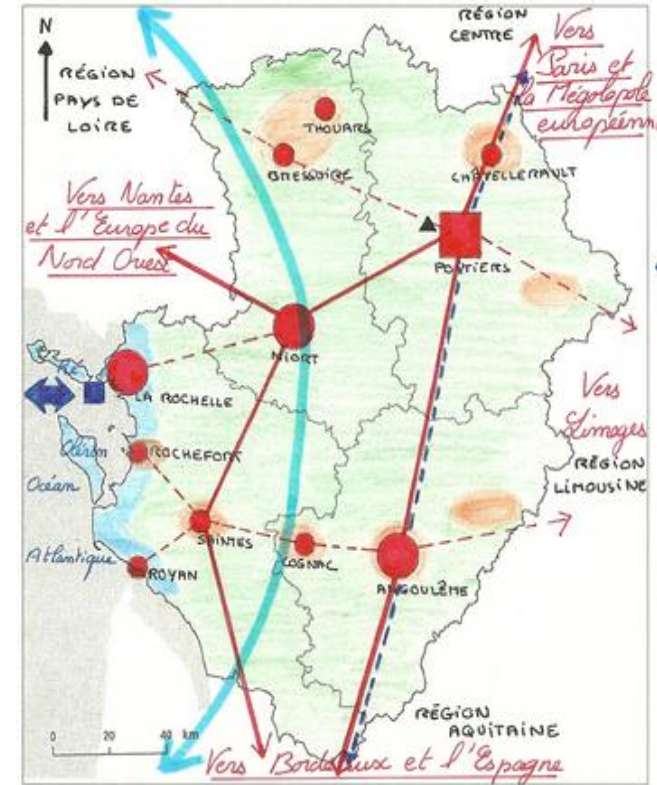 N
RÉGION
CENTRE
Vers
Paris et
la Mégalopole
européenn
RÉGION
PAYS DE
LOIRE
THOUARS
BRESSUIRE
CHATELLERAULT
Vers Nantes
et l'Europe du
Nord Ouest
POITIERS
NIORT
Ré
LA ROCHELLE
Vers
Limoges
RÉGION
LIMOUSINE
Oléron
ROCHEFORT
Océan
Atlantique
SAINTES
COGNAC
ROYAN
ANGOULÊME
RÉGION
AQUITAINE
0 20 40 km
Vers Bordeaux et l'Espagne